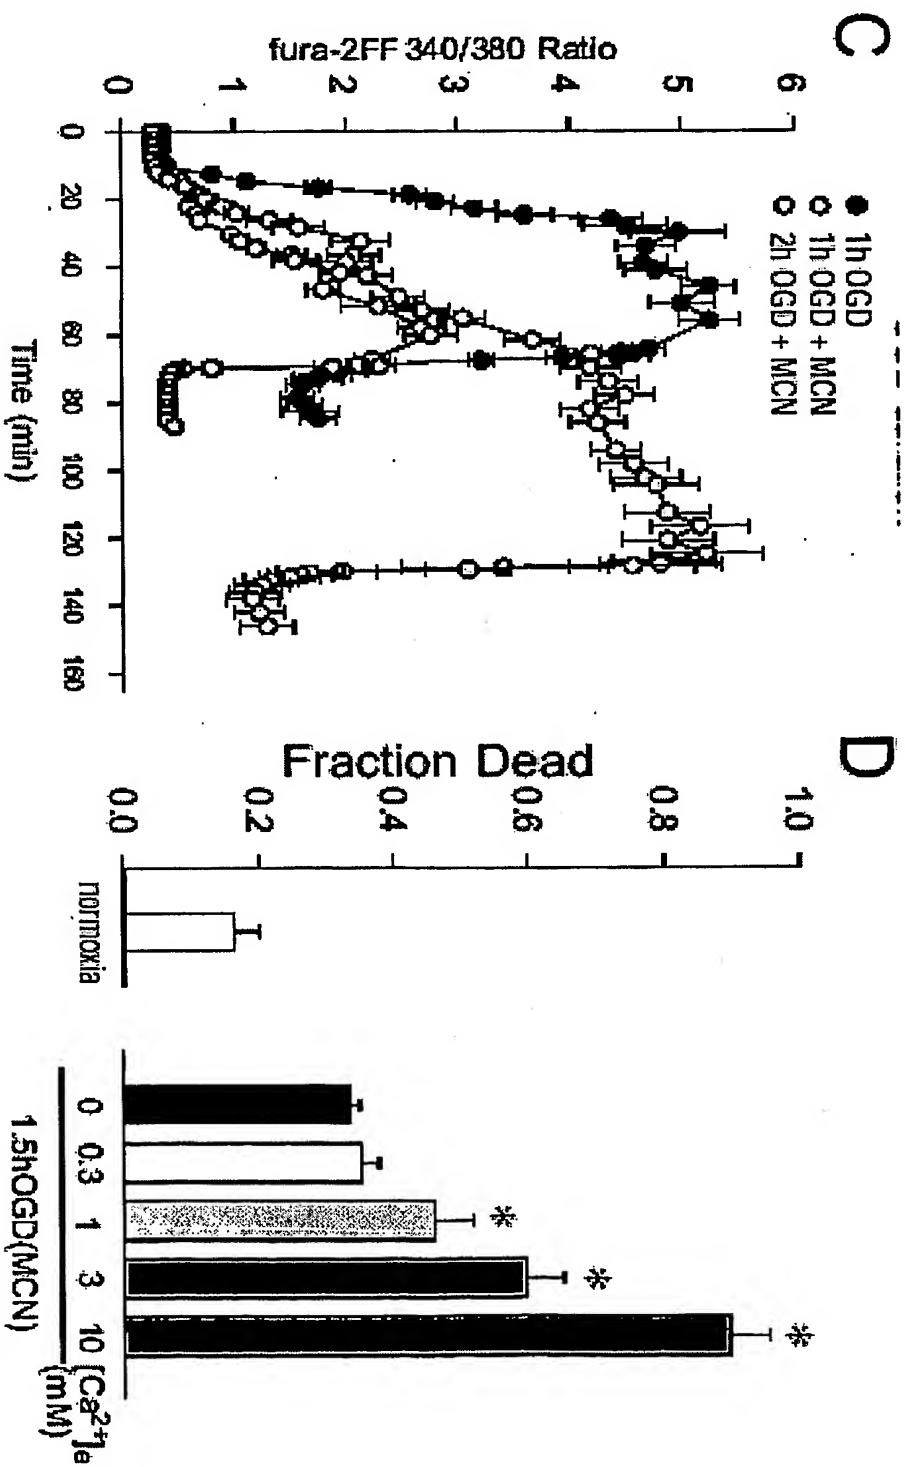 C
1h OGD
1h OGD + MCN
2h OGD + MCN
fura-2FF 340/380 Ratio
6
5
4
3
2
1
0
0 20 40 60 80 100 120 140 160
Time (min)
D
Fraction Dead
1.0
0.8
0.6
0.4
0.2
0.0
* * *
normoxia
0 0.3 1 3 10 [Ca²⁺]e
(mM)
1.5hOGD(MCN)